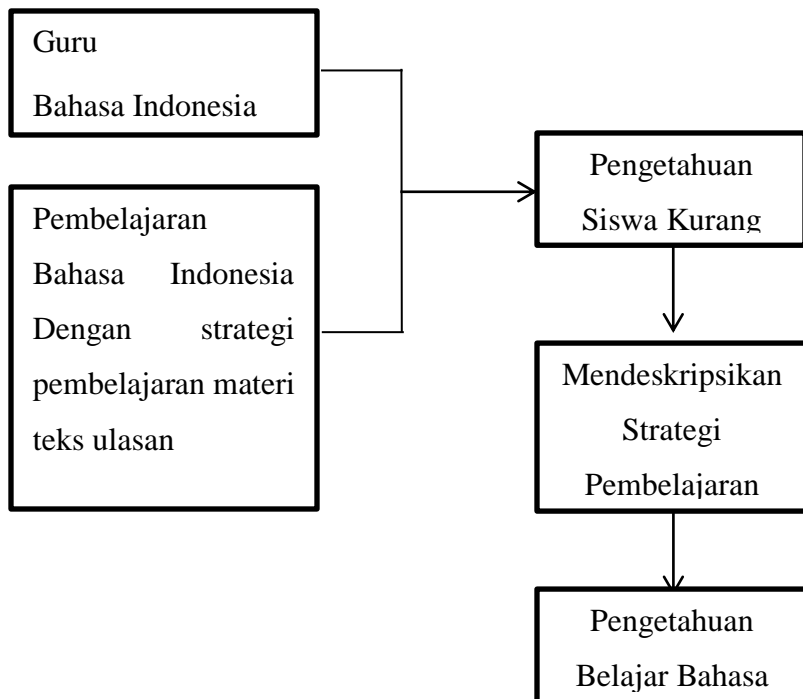 Guru
Bahasa Indonesia
Pembelajaran
Bahasa Indonesia
Dengan strategi
pembelajaran materi
teks ulasan
Pengetahuan
Siswa Kurang
Mendeskripsikan
Strategi
Pembelajaran
Pengetahuan
Belajar Bahasa